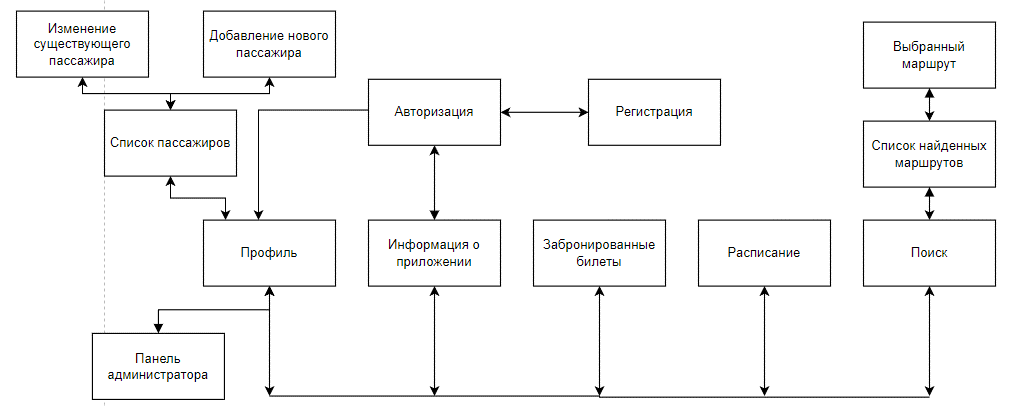 Изменение
существующего
пассажира
Добавление нового
пассажира
Выбранный
маршрут
Авторизация
Регистрация
Список пассажиров
Список найденных
маршрутов
Профиль
Информация о
приложении
Забронированные
билеты
Расписание
Поиск
Панель
администратора